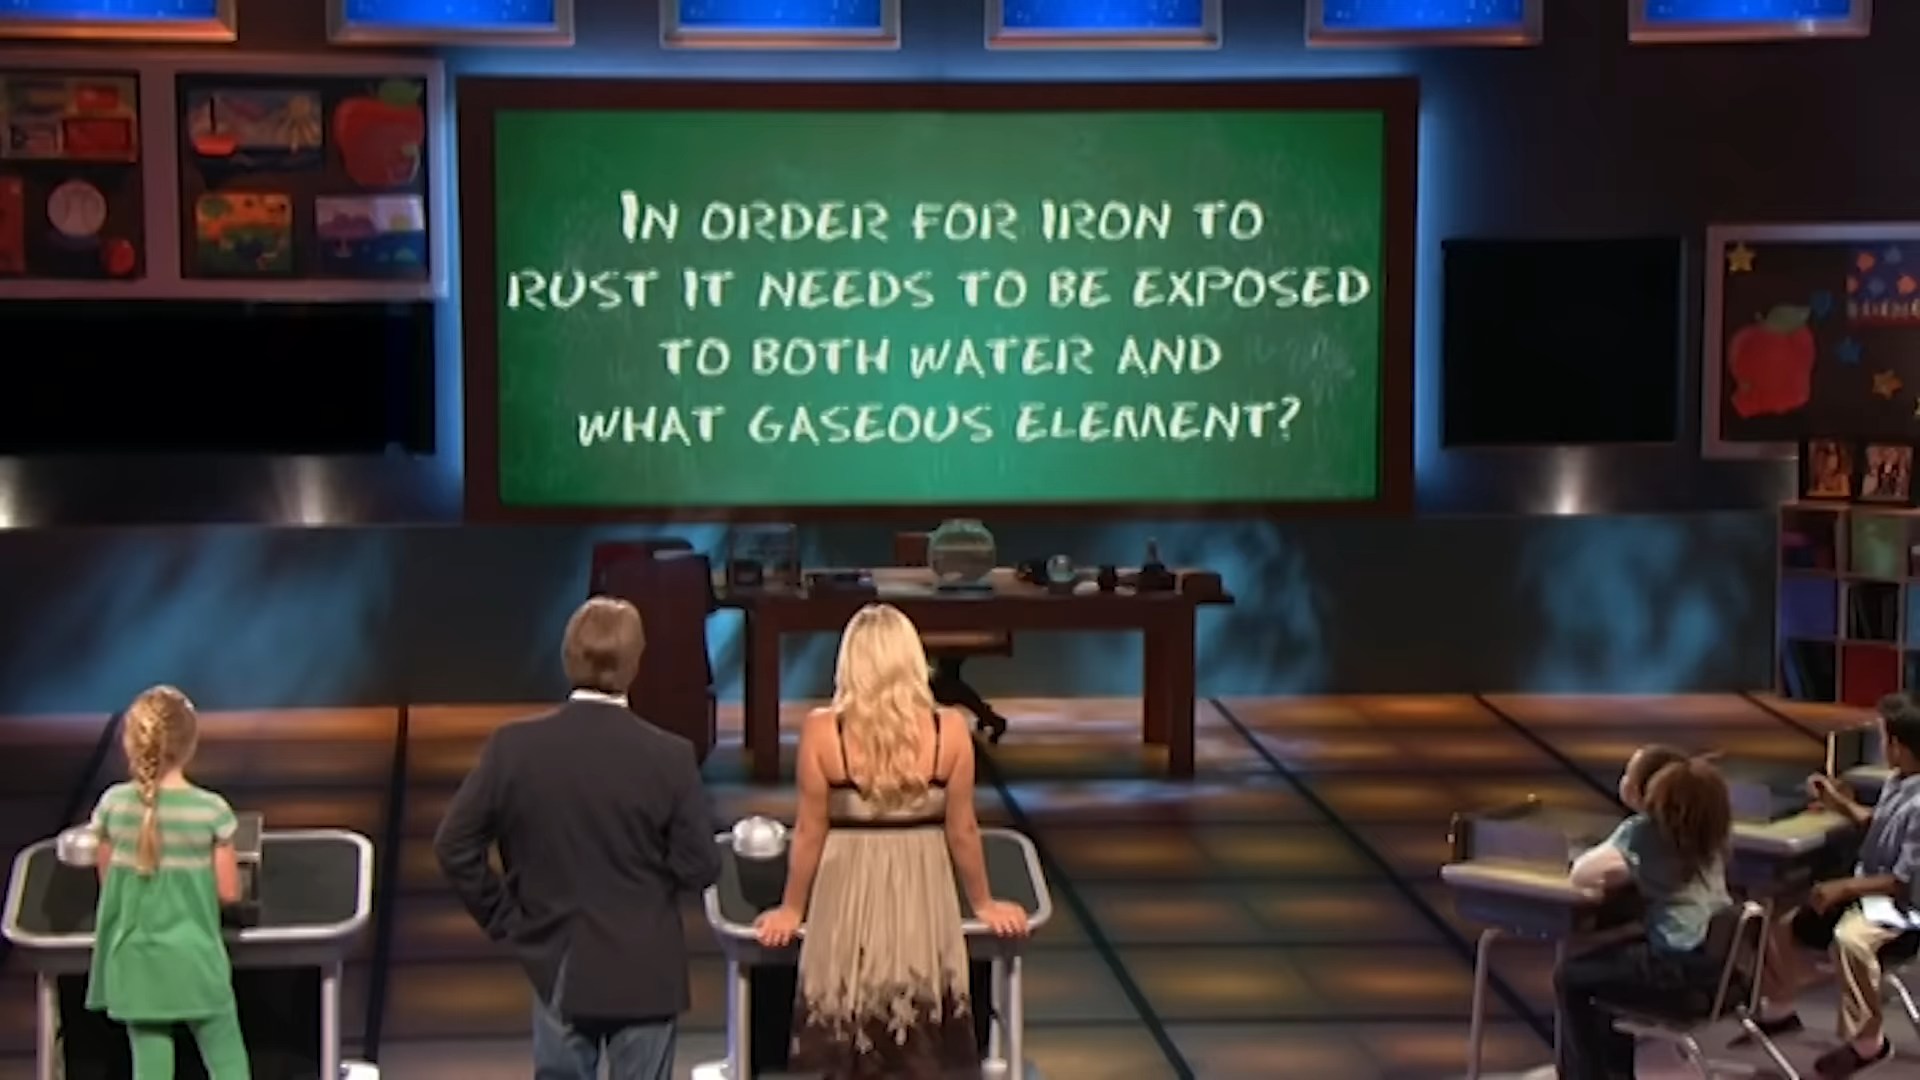 IN ORDER FOR IRON TO
RUST IT NEEDS TO BE EXPOSED
TO BOTH WATER AND
WHAT GASEOUS ELEMENT?